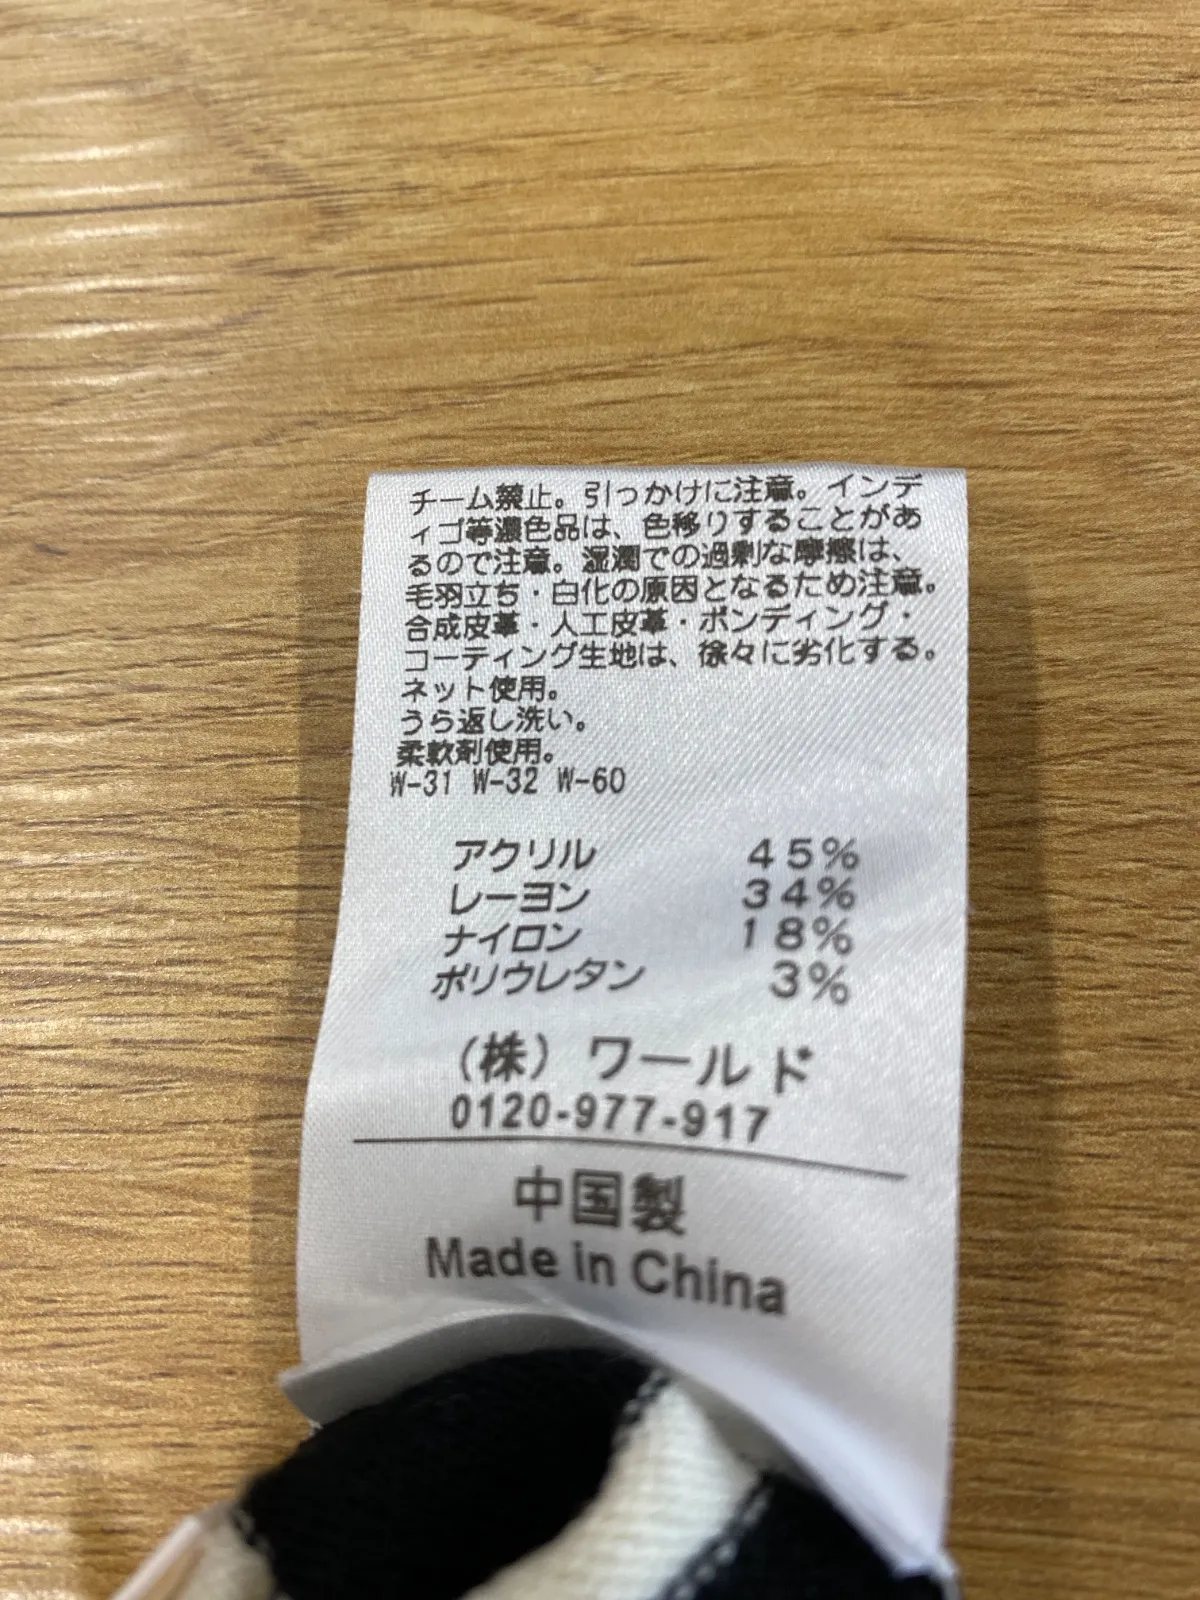 チーム禁止。引っかけに注意。インデ
ィゴ等濃色品は、色移りすることがあ
るので注意。湿潤での過剰な摩擦は、
毛羽立ち・白化の原因となるため注意。
合成皮革・人工皮革・ボンディング・
コーティング生地は、徐々に劣化する。
ネット使用。
うら返し洗い。
柔軟剤使用。
W-31 W-32 W-60
アクリル 45%
レーヨン 34%
ナイロン 18%
ポリウレタン 3%
(株) ワールド
0120-977-917
中国製
Made in China